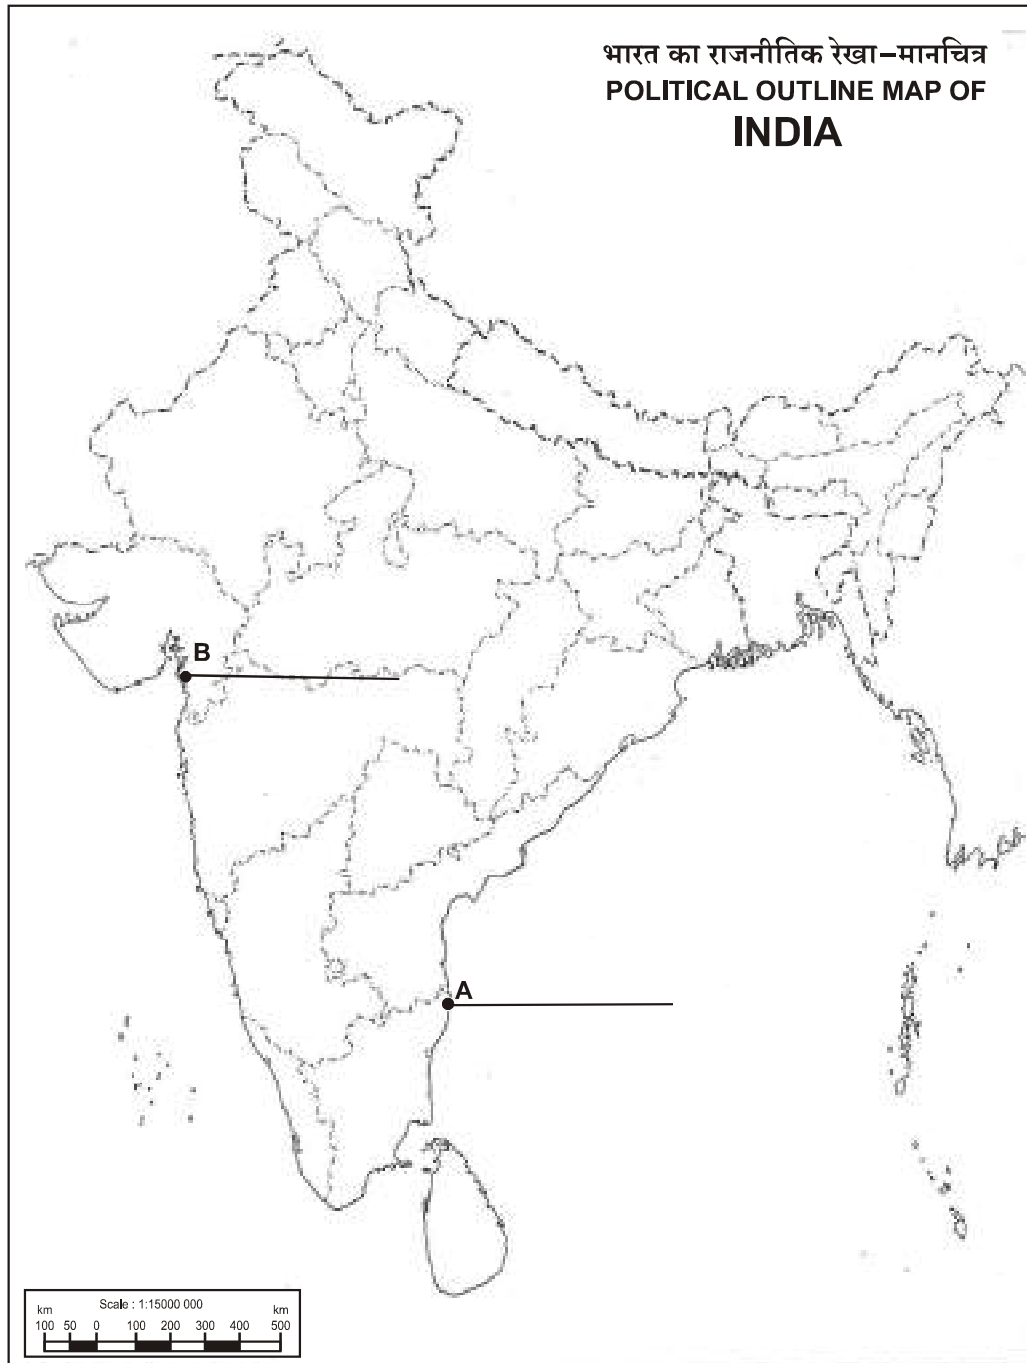 भारत का राजनीतिक रेखा–मानचित्र
POLITICAL OUTLINE MAP OF
INDIA
B
A
Scale : 1:15000 000
km km
100 50 0 100 200 300 400 500